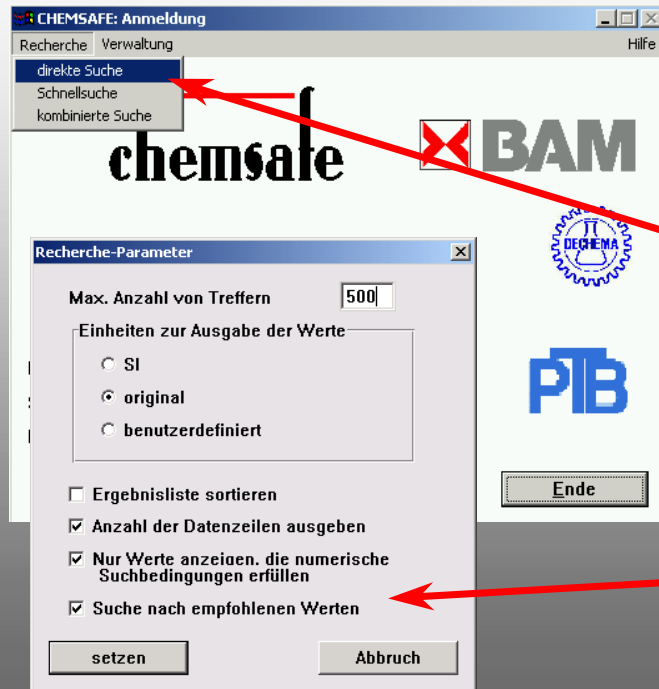 CHEMSAFE: Anmeldung
Recherche Verwaltung Hilfe
direkte Suche
Schnellsuche
kombinierte Suche
chemsafe
BAM
DECHEMA
PTB
Recherche-Parameter
Max. Anzahl von Treffern 500
Einheiten zur Ausgabe der Werte
SI
original
benutzerdefiniert
Ergebnisliste sortieren
Anzahl der Datenzeilen ausgeben
Nur Werte anzeigen, die numerische
Suchbedingungen erfüllen
Suche nach empfohlenen Werten
setzen Abbruch
Ende